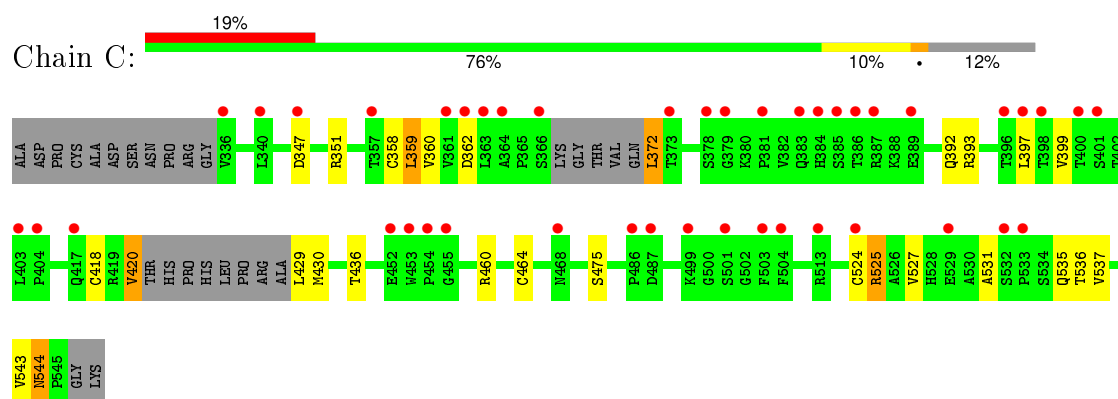 19%
Chain C:
76% 10% • 12%
ALA ASP PRO CYS ALA ASP SER ASN PRO ARG GLY V336 L340 D347 R351 T357 C358 L359 V360 V361 D362 L363 A364 P365 S366 LYS GLY THR VAL GLN L372 T373 S378 G379 K380 P381 V382 Q383 H384 S385 T386 R387 K388 E389 Q392 R393 T396 L397 T398 V399 T400 S401 T402
L403 P404 Q417 C418 R419 V420 THR HIS PRO HIS LEU PRO ARG ALA L429 M430 T436 E452 W453 P454 G455 R460 C464 N468 S475 P486 D487 K499 G500 S501 G502 F503 F504 R513 C524 R525 A526 V527 H528 E529 A530 A531 S532 P533 S534 Q535 T536 V537
V543 N544 P545 GLY LYS